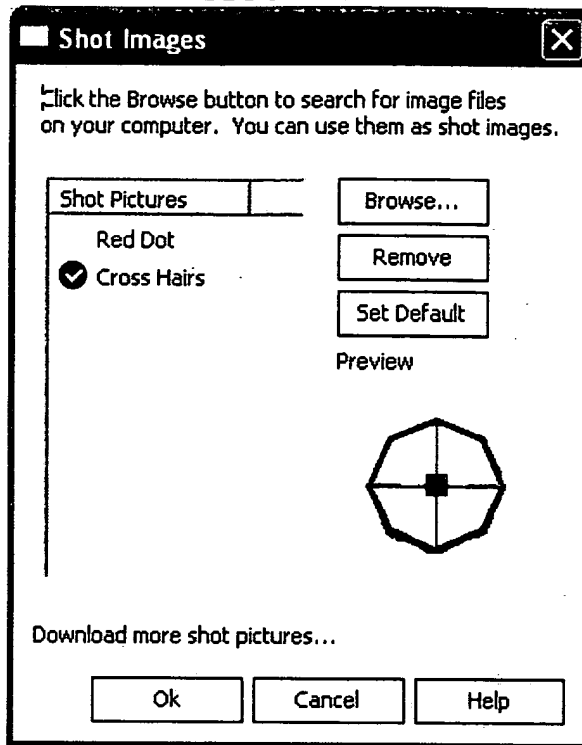 Shot Images
Click the Browse button to search for image files
on your computer. You can use them as shot images.
Shot Pictures
Browse...
Red Dot
Remove
Cross Hairs
Set Default
Preview
Download more shot pictures...
Ok Cancel Help